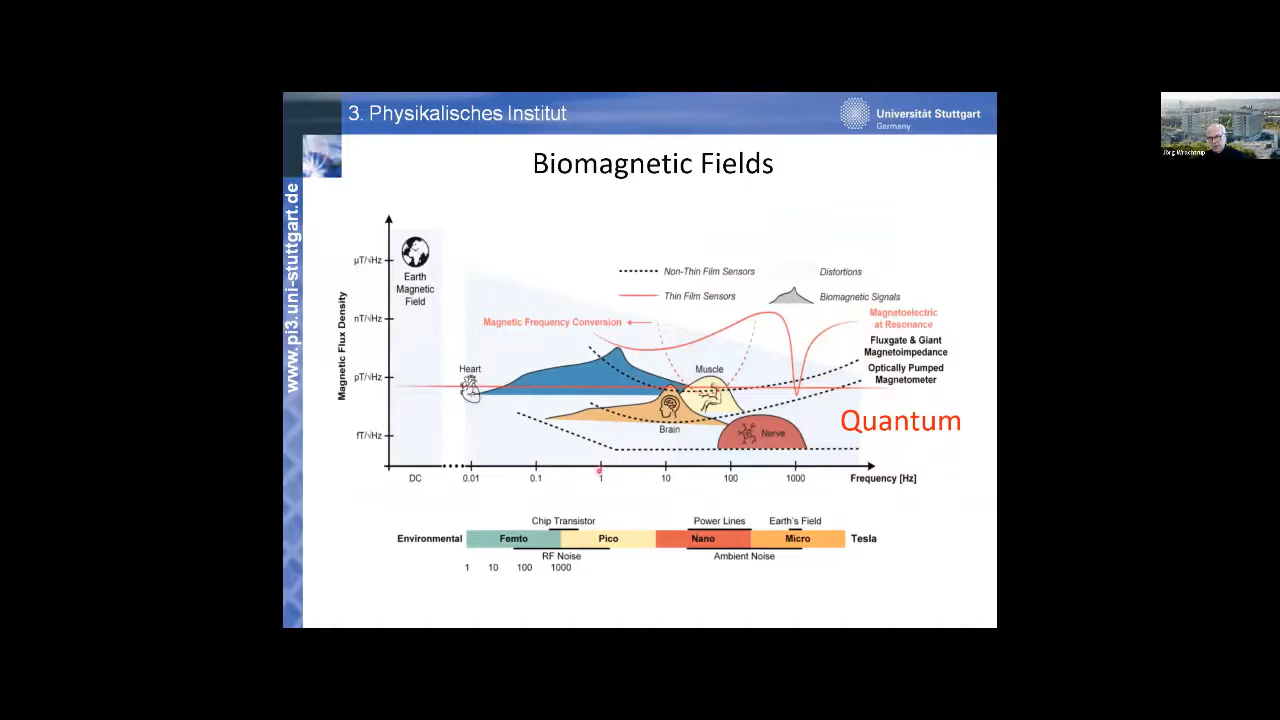 3. Physikalisches Institut
Universität Stuttgart
Germany
www.pi3.uni-stuttgart.de
Biomagnetic Fields
Jörg Wrachtrup
Magnetic Flux Density
µT/√Hz
nT/√Hz
pT/√Hz
fT/√Hz
Earth
Magnetic
Field
Non-Thin Film Sensors
Distortions
Thin Film Sensors
Biomagnetic Signals
Magnetic Frequency Conversion
Magnetoelectric
at Resonance
Fluxgate & Giant
Magnetoimpedance
Optically Pumped
Magnetometer
Heart
Muscle
Brain
Nerve
Quantum
DC
0.01
0.1
1
10
100
1000
Frequency [Hz]
Chip Transistor
Power Lines
Earth's Field
Environmental
Femto
Pico
Nano
Micro
Tesla
RF Noise
Ambient Noise
1
10
100
1000